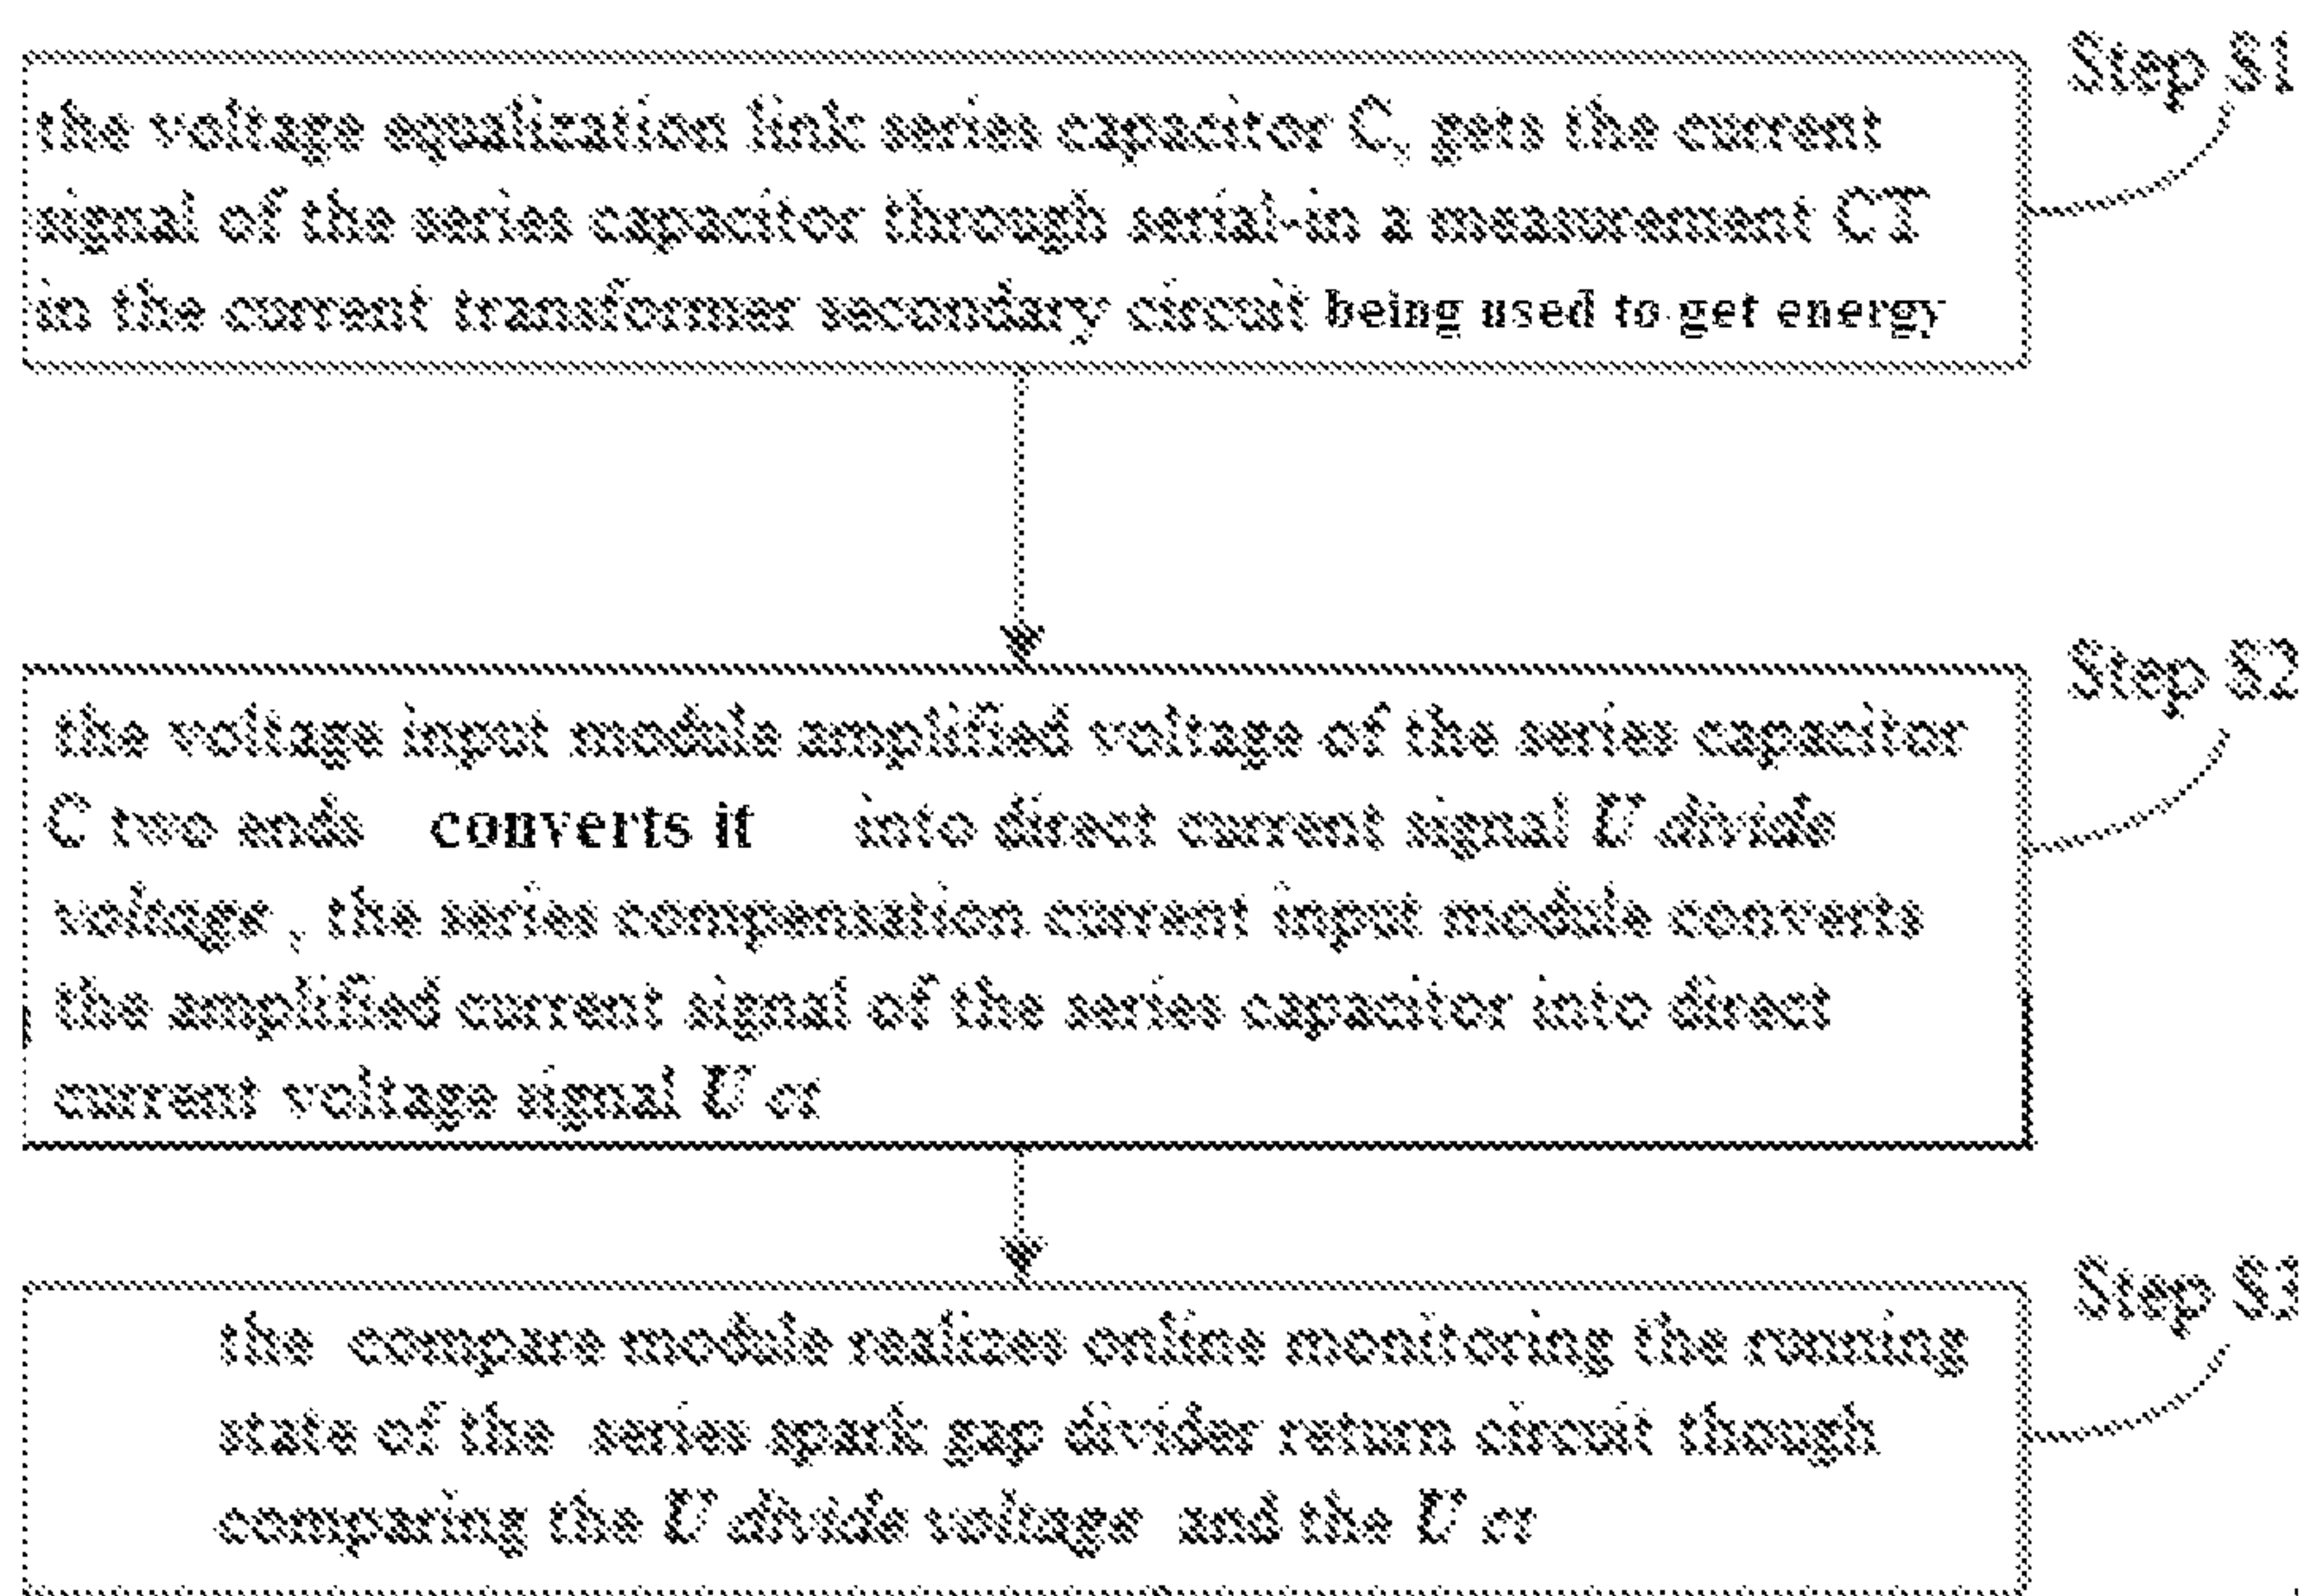 Step S1
the voltage equalization link series capacitor C, gets the current
signal of the series capacitor through serial-in a measurement CT
in the current transformer secondary circuit being used to get energy
Step S2
the voltage input module amplified voltage of the series capacitor
C two ends converts it into direct current signal U divide
voltage , the series compensation current input module converts
the amplified current signal of the series capacitor into direct
current voltage signal U ct
Step S3
the compare module realizes online monitoring the running
state of the series spark gap divider return circuit though
comparing the U divide voltage and the U ct